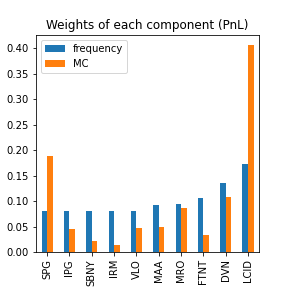 Weights of each component (PnL)
frequency
MC
0.40
0.35
0.30
0.25
0.20
0.15
0.10
0.05
0.00
SPG
IPG
SBNY
IRM
VLO
MAA
MRO
FTNT
DVN
LCID